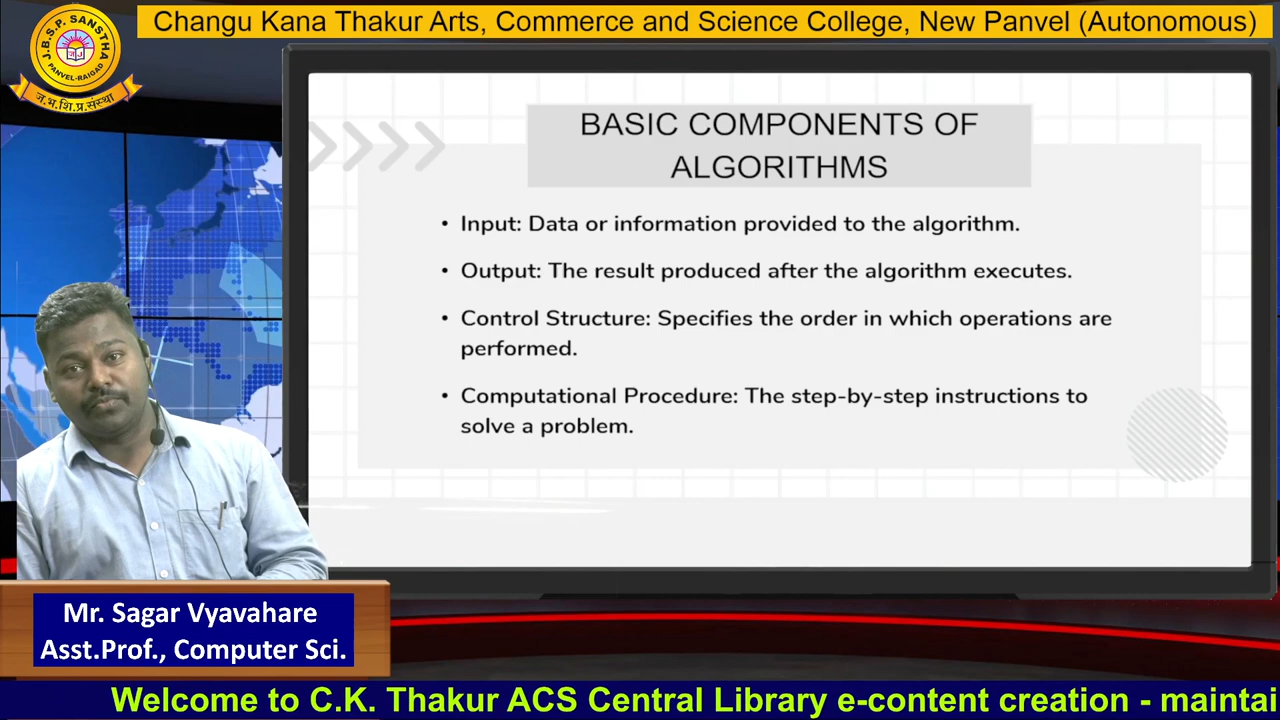 Changu Kana Thakur Arts, Commerce and Science College, New Panvel (Autonomous)
J.B.S.P. SANSTHA
PANVEL-RAIGAD
ज.भ.शि.प्र.संस्था
BASIC COMPONENTS OF
ALGORITHMS
• Input: Data or information provided to the algorithm.
• Output: The result produced after the algorithm executes.
• Control Structure: Specifies the order in which operations are
performed.
• Computational Procedure: The step-by-step instructions to
solve a problem.
Mr. Sagar Vyavahare
Asst.Prof., Computer Sci.
Welcome to C.K. Thakur ACS Central Library e-content creation - maintai